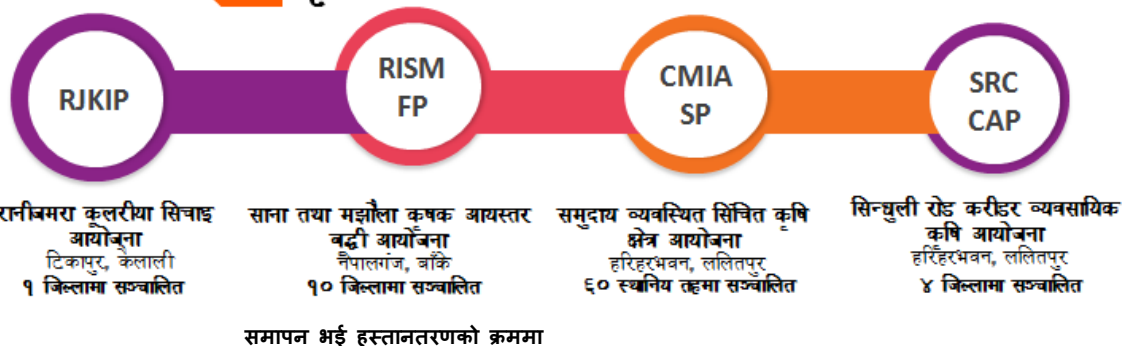 RJKIP
RISM
FP
CMIA
SP
SRC
CAP
रानीजमरा कूलरीया सिचाइ
आयोजना
टिकापुर, कैलाली
१ जिल्लामा सञ्चालित
साना तथा मझौला कृषक आयस्तर
बृद्धी आयोजना
नेपालगंज, बाँके
१० जिल्लामा सञ्चालित
समुदाय व्यवस्थित सिंचित कृषि
क्षेत्र आयोजना
हरिहरभवन, ललितपुर
६० स्थानिय तहमा सञ्चालित
सिन्धुली रोड करीडर व्यवसायिक
कृषि आयोजना
हरिहरभवन, ललितपुर
४ जिल्लामा सञ्चालित
समापन भई हस्तानतरणको क्रममा